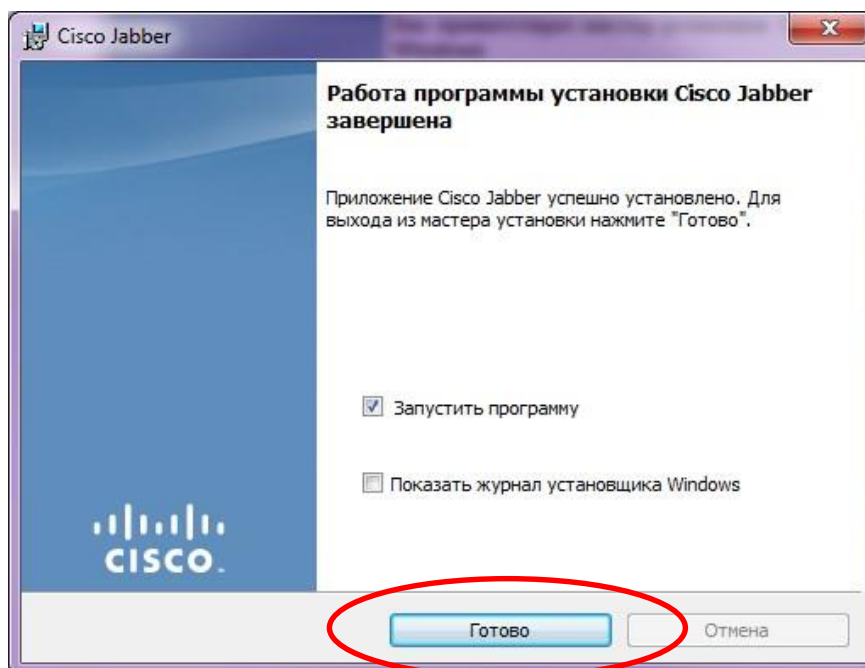 Cisco Jabber
Работа программы установки Cisco Jabber
завершена
Приложение Cisco Jabber успешно установлено. Для
выхода из мастера установки нажмите "Готово".
Запустить программу
Показать журнал установщика Windows
CISCO.
Готово
Отмена